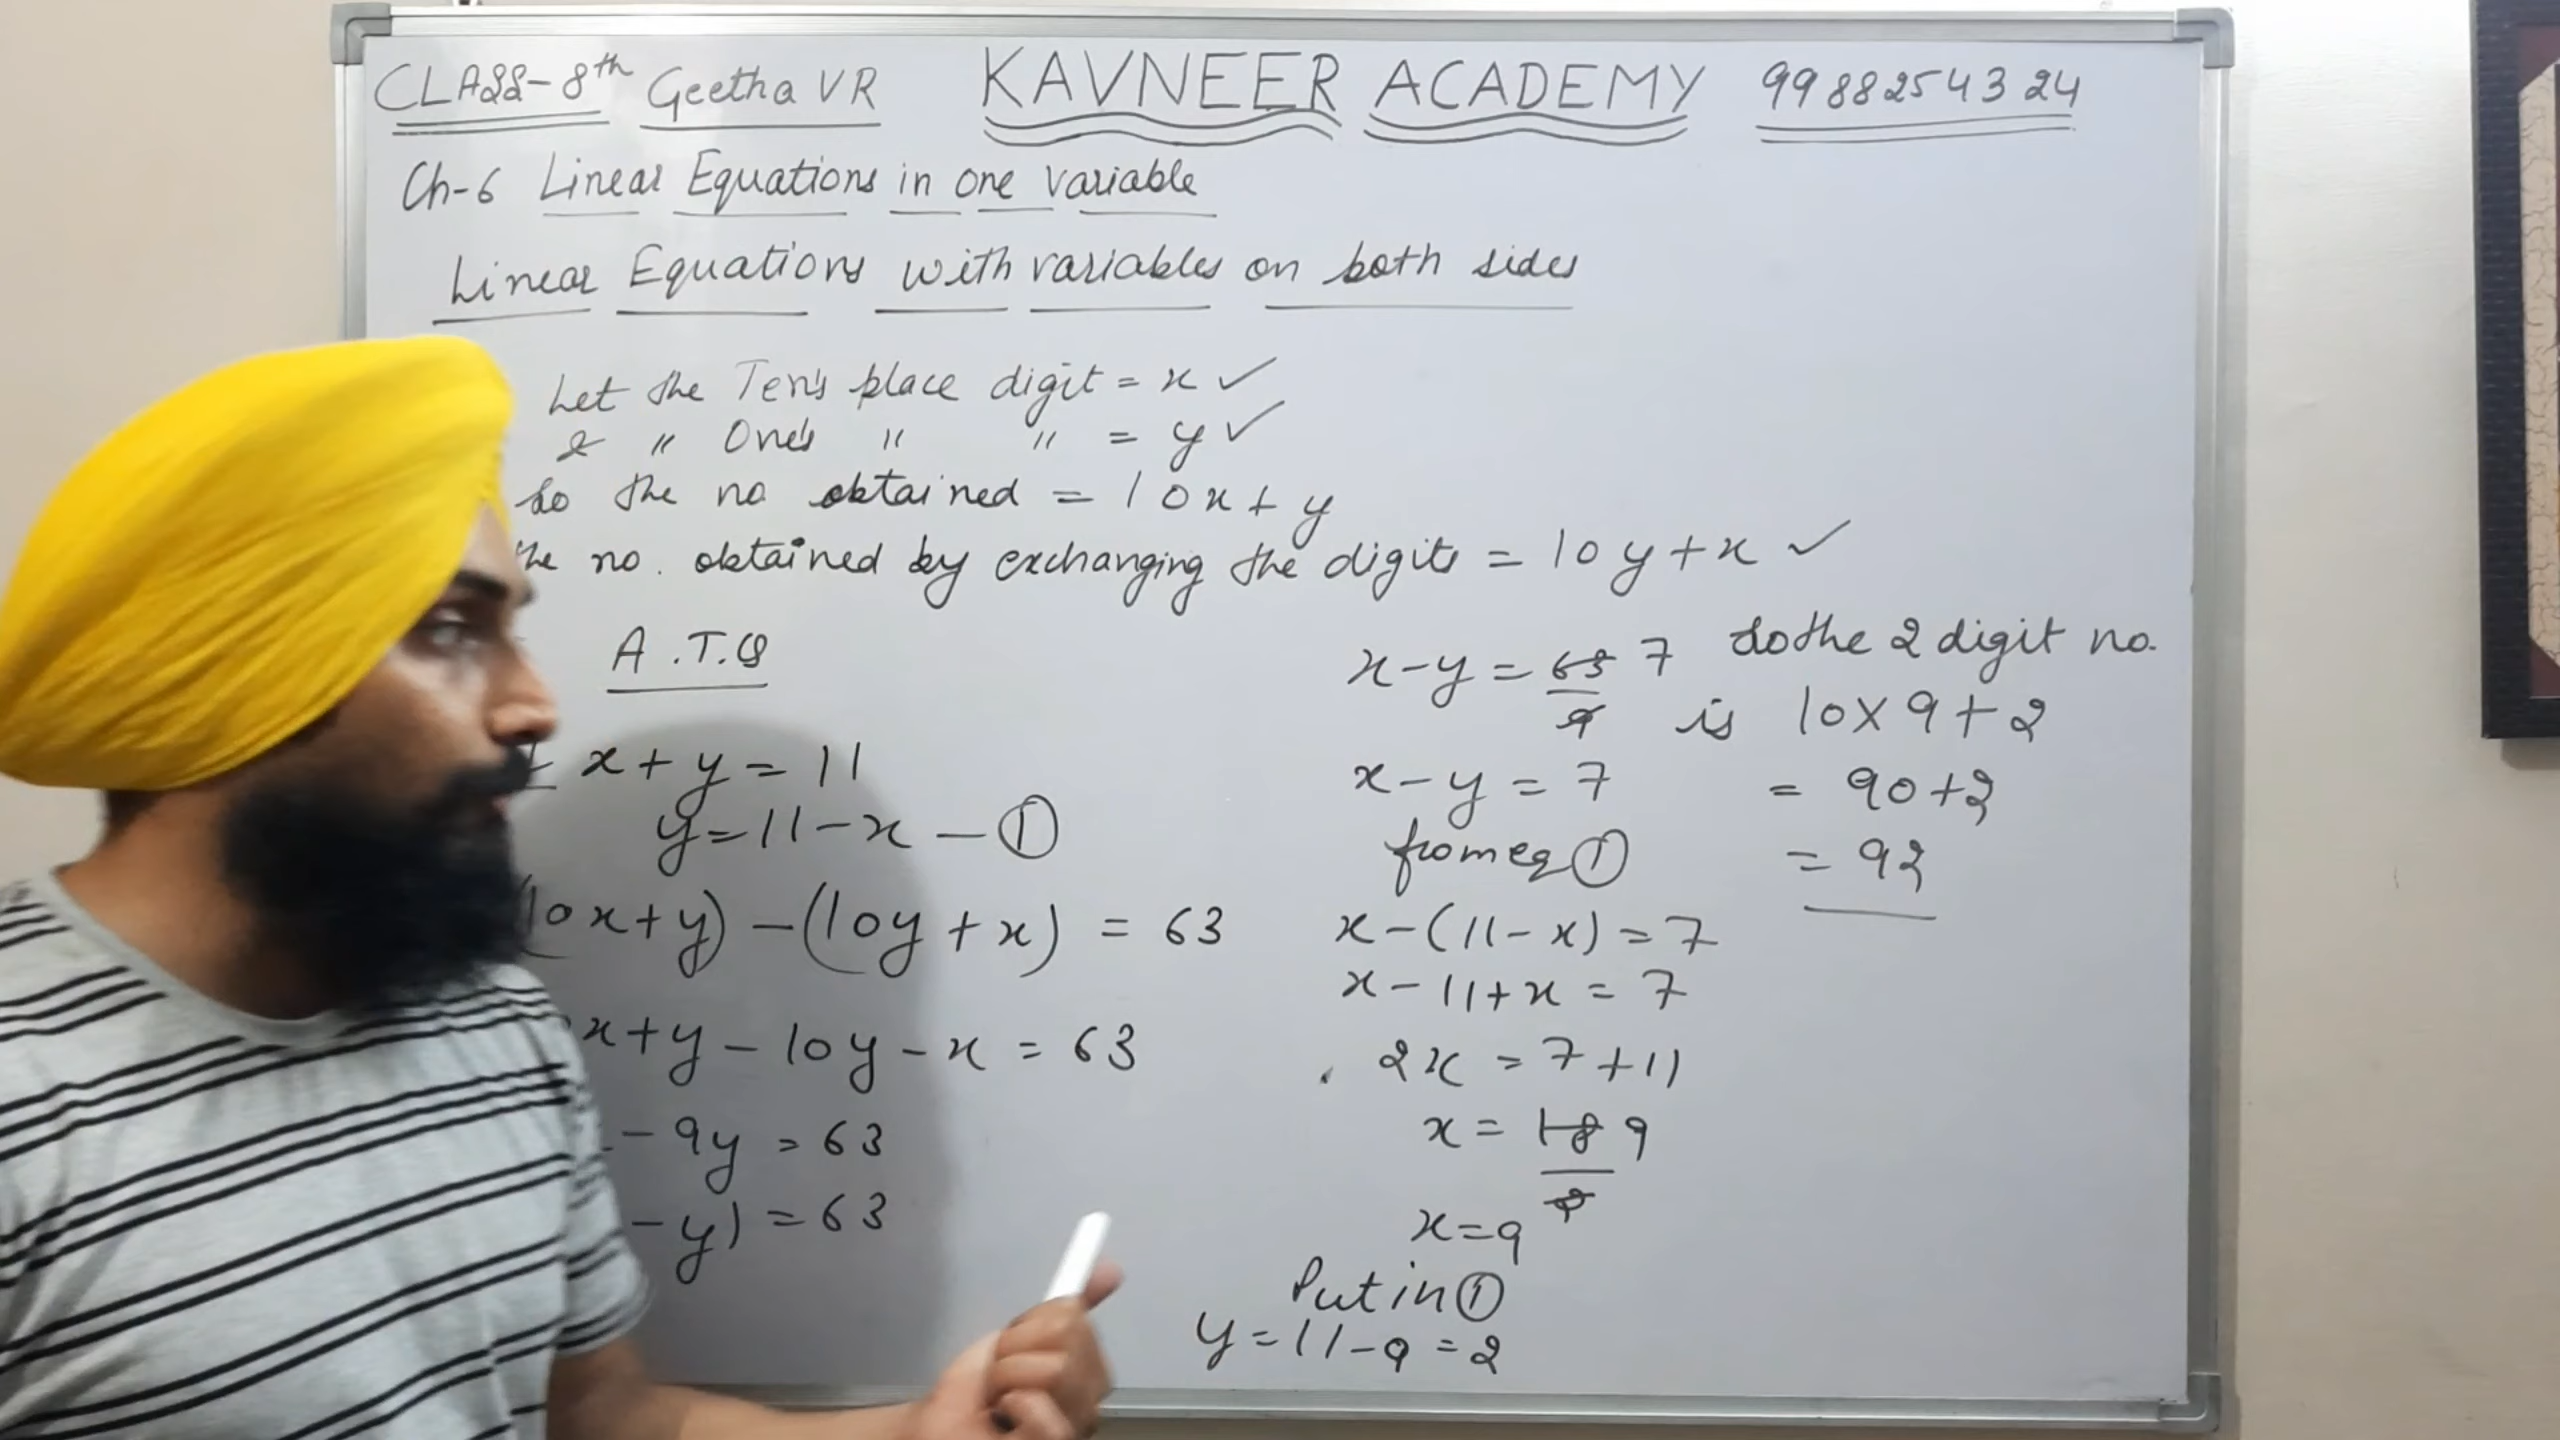 CLASS-8th Geetha VR KAVNEER ACADEMY 9988254324
Ch-6 Linear Equations in one variable
Linear Equations with variables on both sides
Let the Ten's place digit = x ✓
& " One's " " = y ✓
So the no obtained = 10x + y
the no. obtained by exchanging the digits = 10y + x ✓
A.T.Q
x + y = 11
y = 11 - x - ①
(10x + y) - (10y + x) = 63
x + y - 10y - x = 63
- 9y = 63
- y) = 63
x - y = 63/9 7
x - y = 7
from eq ①
x - (11 - x) = 7
x - 11 + x = 7
2x = 7 + 11
x = 18/2 9
x = 9
Put in ①
y = 11 - 9 = 2
So the 2 digit no.
is 10 X 9 + 2
= 90 + 2
= 92